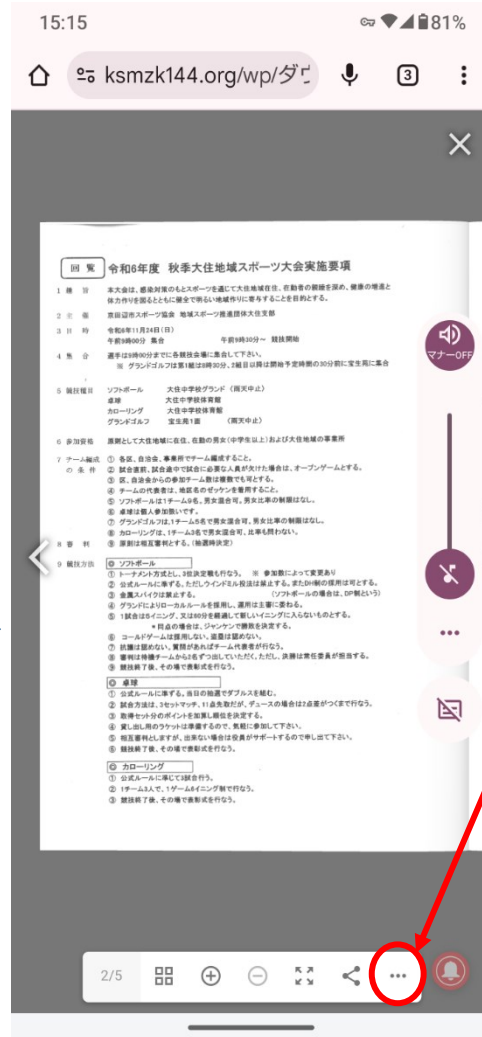 15:15
81%
ksmzk144.org/wp/ダウ
3
回覧 令和6年度 秋季大住地域スポーツ大会実施要項
1 趣 旨 本大会は、感染対策のもとスポーツを通じて大住地域在住、在勤者の親睦を深め、健康の増進と
体力作りを図るとともに健全で明るい地域作りに寄与することを目的とする。
2 主 催 京田辺市スポーツ協会 地域スポーツ推進団体大住支部
3 日 時 令和6年11月24日(日)
午前9時00分 集合 午前9時30分~ 競技開始
4 集 合 選手は9時00分までに各競技会場に集合して下さい。
※ グランドゴルフは第1組は8時30分、2組目以降は開始予定時間の30分前に宝生苑に集合
5 競技種目 ソフトボール 大住中学校グランド (雨天中止)
卓球 大住中学校体育館
カローリング 大住中学校体育館
グランドゴルフ 宝生苑1面 (雨天中止)
6 参加資格 原則として大住地域に在住、在勤の男女(中学生以上)および大住地域の事業所
7 チーム編成 ① 各区、自治会、事業所でチーム編成すること。
の 条 件 ② 試合直前、試合途中で試合に必要な人員が欠けた場合は、オープンゲームとする。
③ 区、自治会からの参加チーム数は複数でも可とする。
④ チームの代表者は、地区名のゼッケンを着用すること。
⑤ ソフトボールは1チーム9名、男女混合可。男女比率の制限はなし。
⑥ 卓球は個人参加扱いです。
⑦ グランドゴルフは、1チーム5名で男女混合可。男女比率の制限はなし。
⑧ カローリングは、1チーム3名で男女混合可、比率も問わない。
8 審 判 ⑨ 原則は相互審判とする。(抽選時決定)
9 競技方法 ◎ ソフトボール
① トーナメント方式とし、3位決定戦も行なう。 ※ 参加数によって変更あり
② 公式ルールに準ずる。ただしウインドミル投法は禁止する。またDH制の採用は可とする。
③ 金属スパイクは禁止する。 (ソフトボールの場合は、DP制という)
④ グランドによりローカルルールを採用し、運用は主審に委ねる。
⑤ 1試合は5イニング、又は60分を経過して新しいイニングに入らないものとする。
*同点の場合は、ジャンケンで勝敗を決定する。
⑥ コールドゲームは採用しない。盗塁は認めない。
⑦ 抗議は認めない。質問があればチーム代表者が行なう。
⑧ 審判は待機チームから2名ずつ出していただく、ただし、決勝は常任委員が担当する。
⑨ 競技終了後、その場で表彰式を行なう。
◎ 卓球
① 公式ルールに準ずる。当日の抽選でダブルスを組む。
② 試合方法は、3セットマッチ、11点先取だが、デュースの場合は2点差がつくまで行なう。
③ 取得セット分のポイントを加算し順位を決定する。
④ 貸し出し用のラケットは準備するので、気軽に参加して下さい。
⑤ 相互審判としますが、出来ない場合は役員がサポートするので申し出て下さい。
⑥ 競技終了後、その場で表彰式を行なう。
◎ カローリング
① 公式ルールに準じて3試合行う。
② 1チーム3人で、1ゲーム6イニング制で行なう。
③ 競技終了後、その場で表彰式を行なう。
マナーOFF
2/5